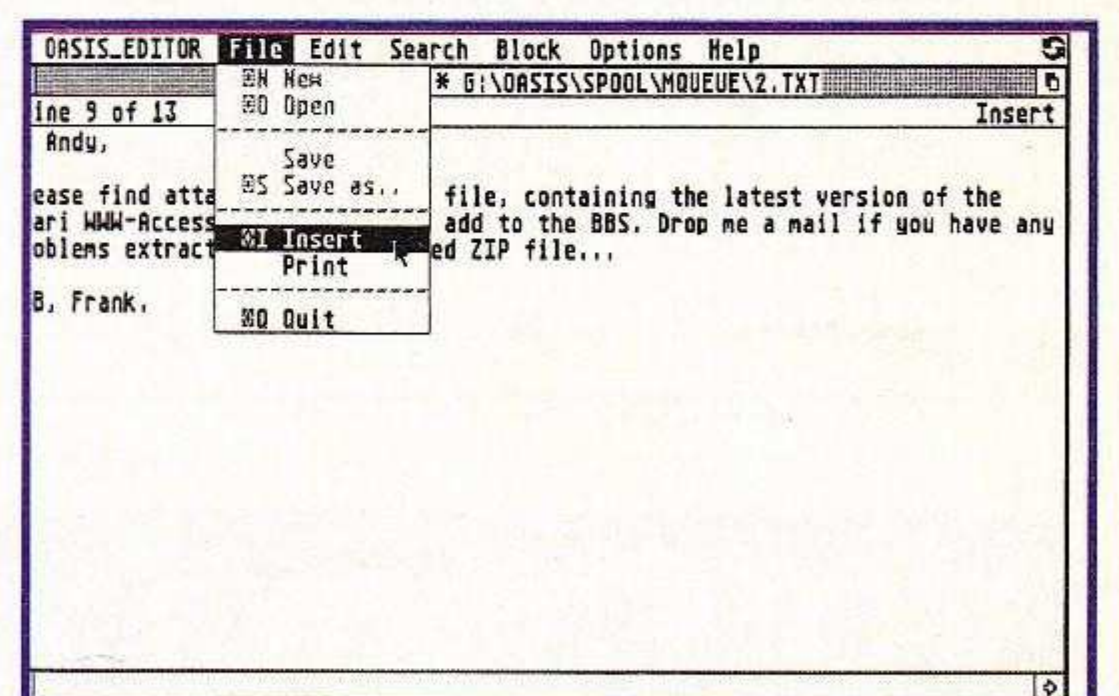 OASIS_EDITOR File Edit Search Block Options Help
* G:\OASIS\SPOOL\MQUEUE\2.TXT
ine 9 of 13 Insert
N New
O Open
Save
S Save as..
I Insert
Print
Q Quit
Andy,
ease find atta file, containing the latest version of the
ari WWW-Access add to the BBS. Drop me a mail if you have any
oblems extract ed ZIP file...
B, Frank.